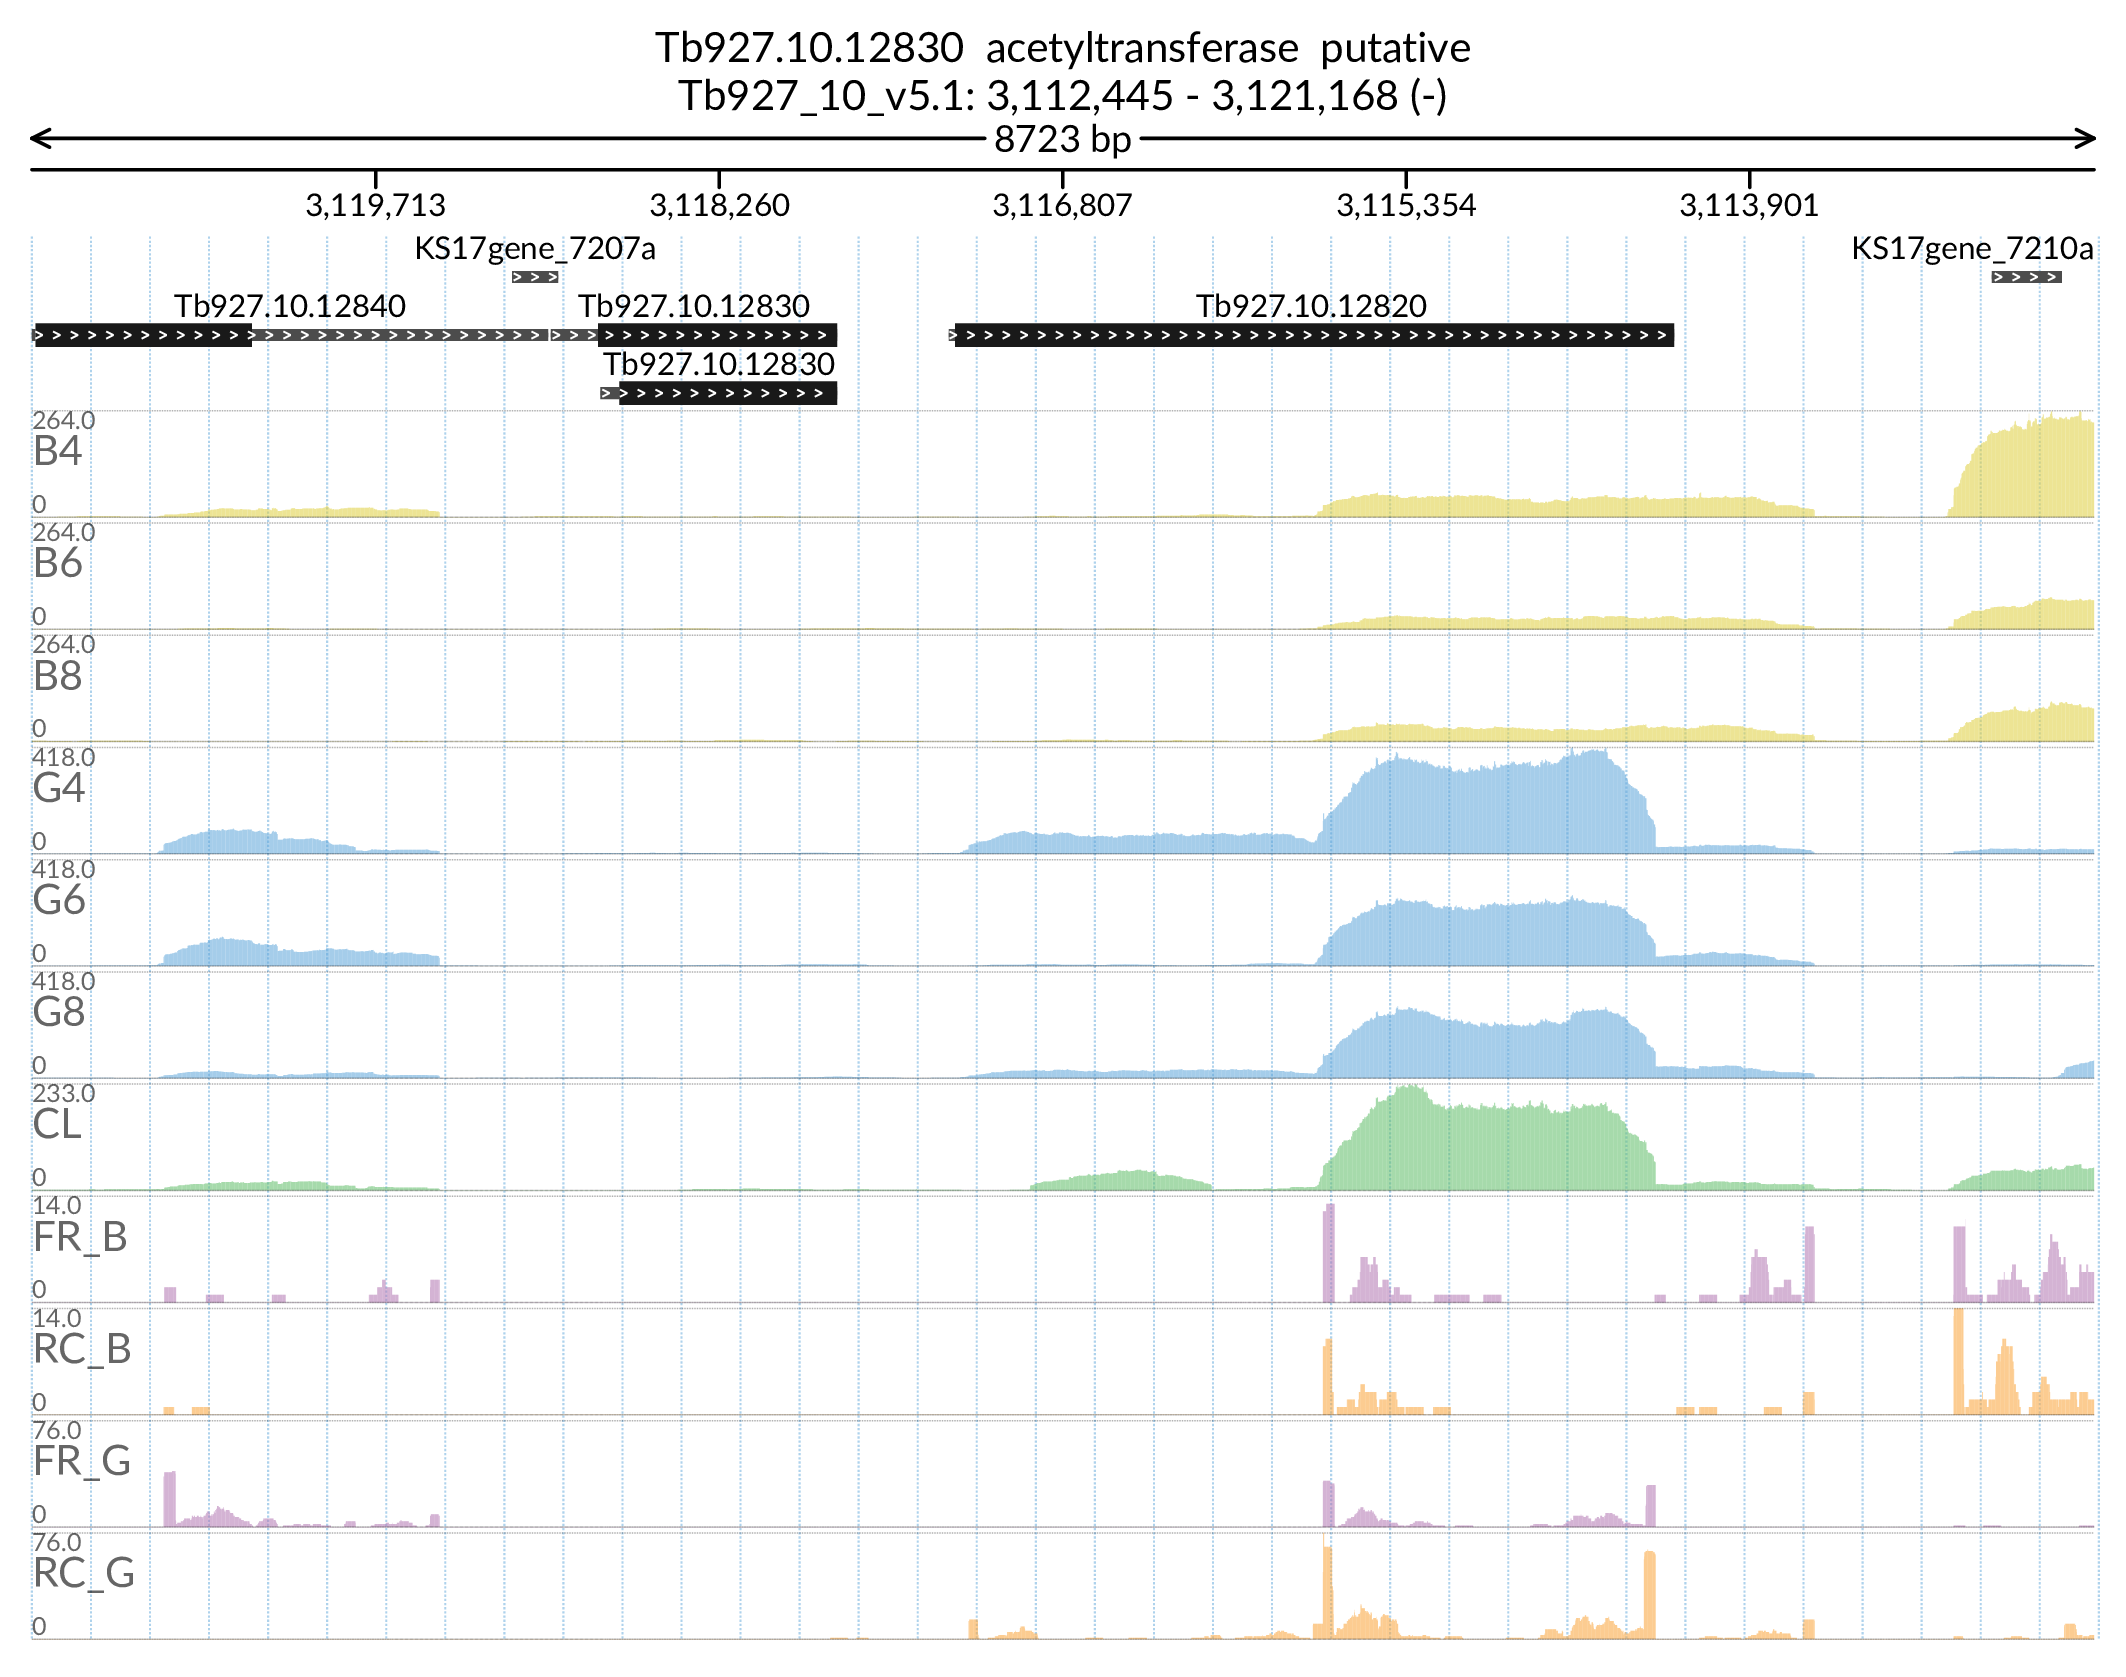 Tb927.10.12830 acetyltransferase putative
Tb927_10_v5.1: 3,112,445 - 3,121,168 (-)
8723 bp
3,119,713 3,118,260 3,116,807 3,115,354 3,113,901
KS17gene_7207a KS17gene_7210a
Tb927.10.12840 Tb927.10.12830 Tb927.10.12820
Tb927.10.12830
264.0
B4
0
264.0
B6
0
264.0
B8
0
418.0
G4
0
418.0
G6
0
418.0
G8
0
233.0
CL
0
14.0
FR_B
0
14.0
RC_B
0
76.0
FR_G
0
76.0
RC_G
0